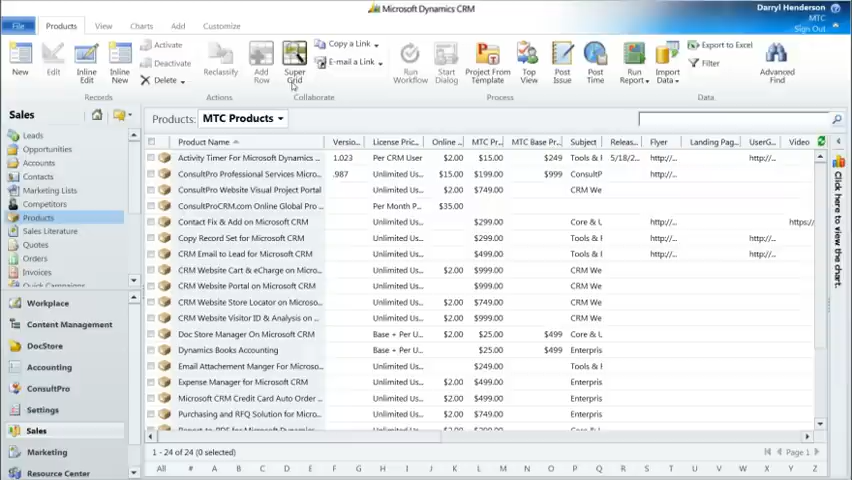 Microsoft Dynamics CRM
Darryl Henderson
MTC
Sign Out
File
Products
View
Charts
Add
Customize
New
Edit
Inline Edit
Inline New
Activate
Deactivate
Delete
Records
Reclassify
Actions
Add Row
Super Grid
Copy a Link
E-mail a Link
Collaborate
Run Workflow
Start Dialog
Project From Template
Top View
Post Issue
Post Time
Process
Run Report
Import Data
Export to Excel
Filter
Data
Advanced Find
Sales
Products: MTC Products
Leads
Opportunities
Accounts
Contacts
Marketing Lists
Competitors
Products
Sales Literature
Quotes
Orders
Invoices
Quick Campaigns
Workplace
Content Management
DocStore
Accounting
ConsultPro
Settings
Sales
Marketing
Resource Center
Product Name Versio... License Pric... Online ... MTC Pr... MTC Base Pr... Subject Releas... Flyer Landing Pag... UserG... Video
Activity Timer For Microsoft Dynamics ... 1.023 Per CRM User $2.00 $15.00 $249 Tools & 5/18/2... http://... http://...
ConsultPro Professional Services Micro... .987 Unlimited Us... $15.00 $199.00 $999 ConsultP http://...
ConsultPro Website Visual Project Portal Unlimited Us... $2.00 $749.00 CRM We
ConsultProCRM.com Online Global Pro ... Per Month P... $35.00
Contact Fix & Add on Microsoft CRM $299.00 Core & U http://... https:/
Copy Record Set for Microsoft CRM $299.00 Tools & http://...
CRM Email to Lead for Microsoft CRM $499.00 Tools & http://... http://...
CRM Website Cart & eCharge on Micro... Unlimited Us... $2.00 $999.00 CRM We
CRM Website Portal on Microsoft CRM Unlimited Us... $999.00 CRM We
CRM Website Store Locator on Microso... Unlimited Us... $2.00 $749.00 CRM We
CRM Website Visitor ID & Analysis on ... Unlimited Us... $2.00 $999.00 CRM We
Doc Store Manager On Microsoft CRM Base + Per U... $2.00 $25.00 $499 Core & U
Dynamics Books Accounting Base + Per U... $25.00 $499 Enterpris
Email Attachement Manger For Microso... Unlimited Us... $249.00 Enterpris
Expense Manager for Microsoft CRM Unlimited Us... $2.00 $499.00 Enterpris
Microsoft CRM Credit Card Auto Order ... Unlimited Us... $2.00 $499.00 Enterpris
Purchasing and RFQ Solution for Micro... Unlimited Us... $2.00 $749.00 Enterpris
1 - 24 of 24 (0 selected)
Page 1
All # A B C D E F G H I J K L M N O P Q R S T U V W X Y Z
Click here to view the chart.